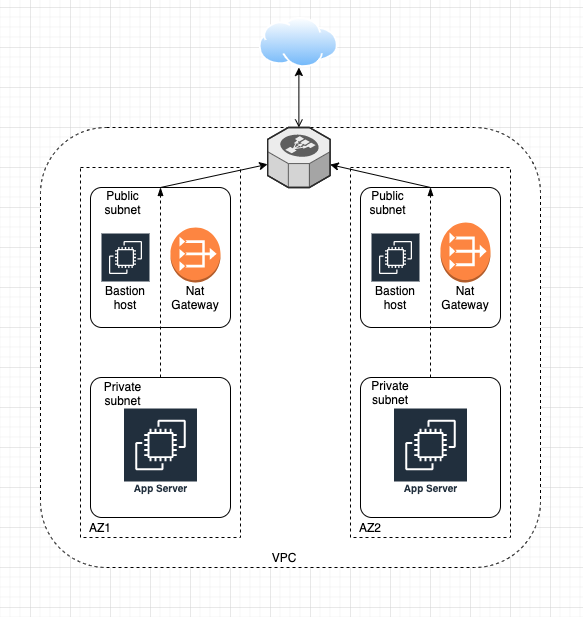 Public
subnet
Bastion
host
Nat
Gateway
Private
subnet
App Server
AZ1
Public
subnet
Bastion
host
Nat
Gateway
Private
subnet
App Server
AZ2
VPC